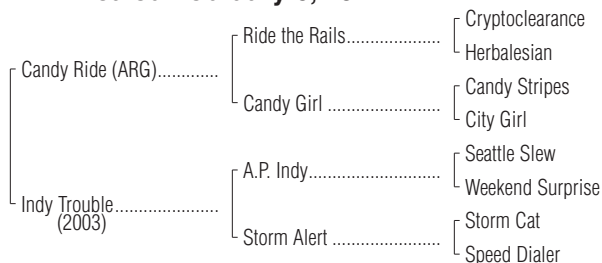 Ride the Rails
Cryptoclearance
Herbalesian
Candy Ride (ARG)
Candy Girl
Candy Stripes
City Girl
A.P. Indy
Seattle Slew
Weekend Surprise
Indy Trouble
(2003)
Storm Alert
Storm Cat
Speed Dialer